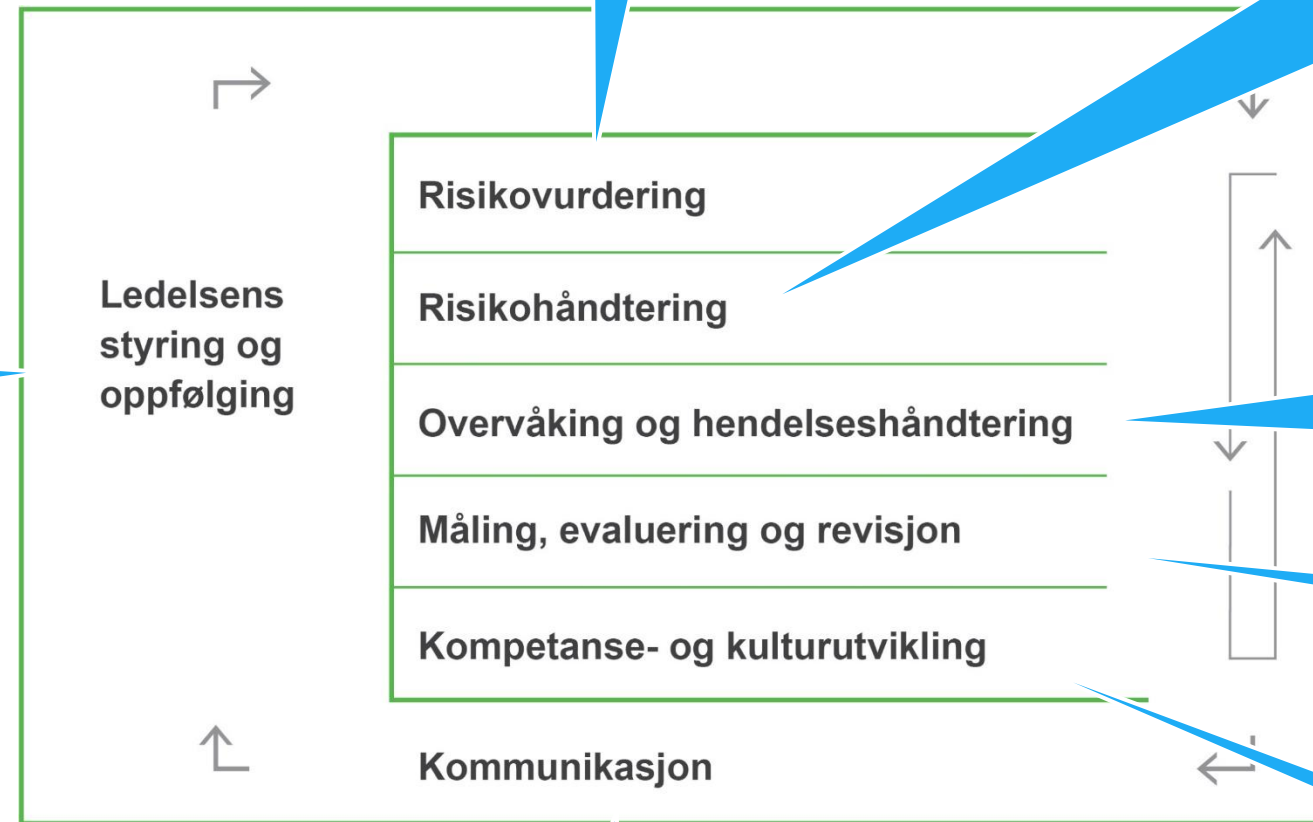 Risikovurdering
Risikohåndtering
Ledelsens
styring og
oppfølging
Overvåking og hendelseshåndtering
Måling, evaluering og revisjon
Kompetanse- og kulturutvikling
Kommunikasjon